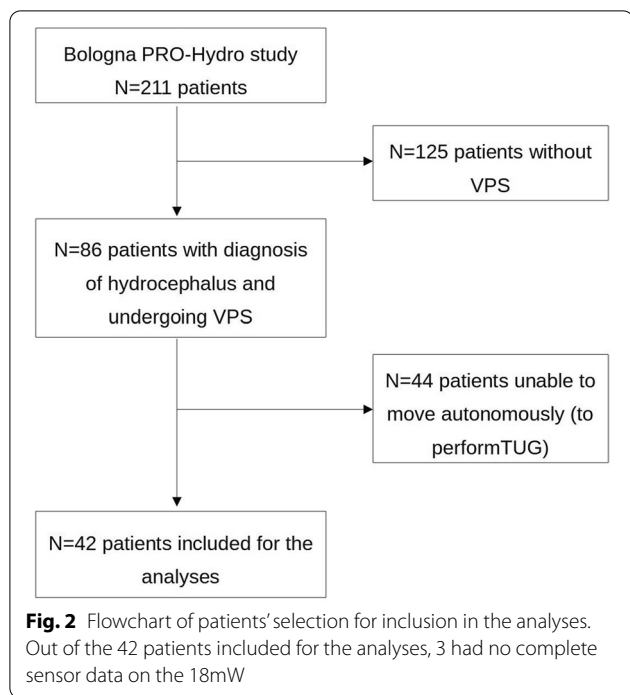 Bologna PRO-Hydro study
N=211 patients
N=125 patients without
VPS
N=86 patients with diagnosis
of hydrocephalus and
undergoing VPS
N=44 patients unable to
move autonomously (to
performTUG)
N=42 patients included for the
analyses
Fig. 2 Flowchart of patients’ selection for inclusion in the analyses.
Out of the 42 patients included for the analyses, 3 had no complete
sensor data on the 18mW